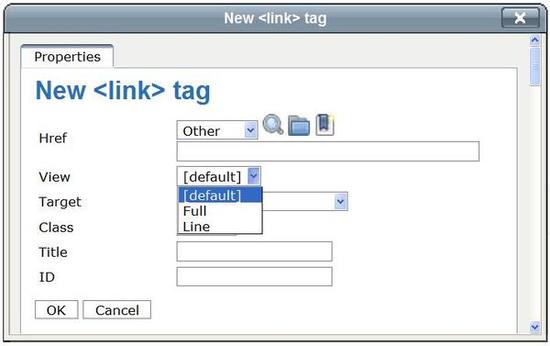 New <link> tag
Properties
New <link> tag
Href
Other
View
[default]
[default]
Target
Full
Class
Line
Title
ID
OK
Cancel